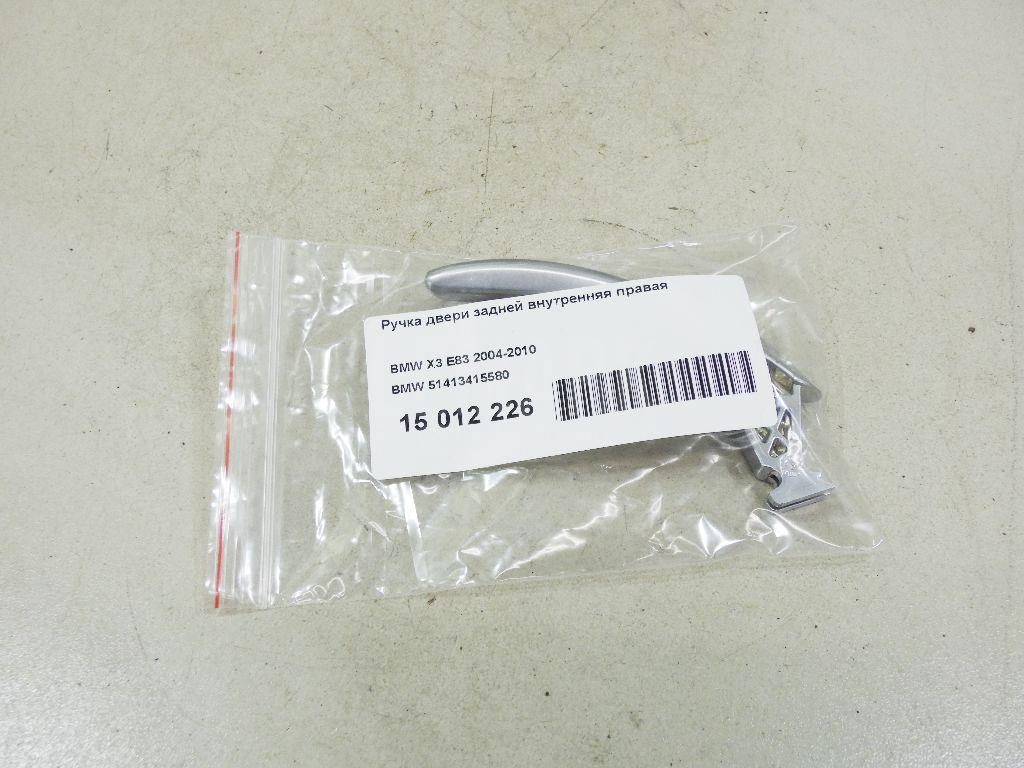 Ручка двери задней внутренняя правая
BMW X3 E83 2004-2010
BMW 51413415580
15 012 226